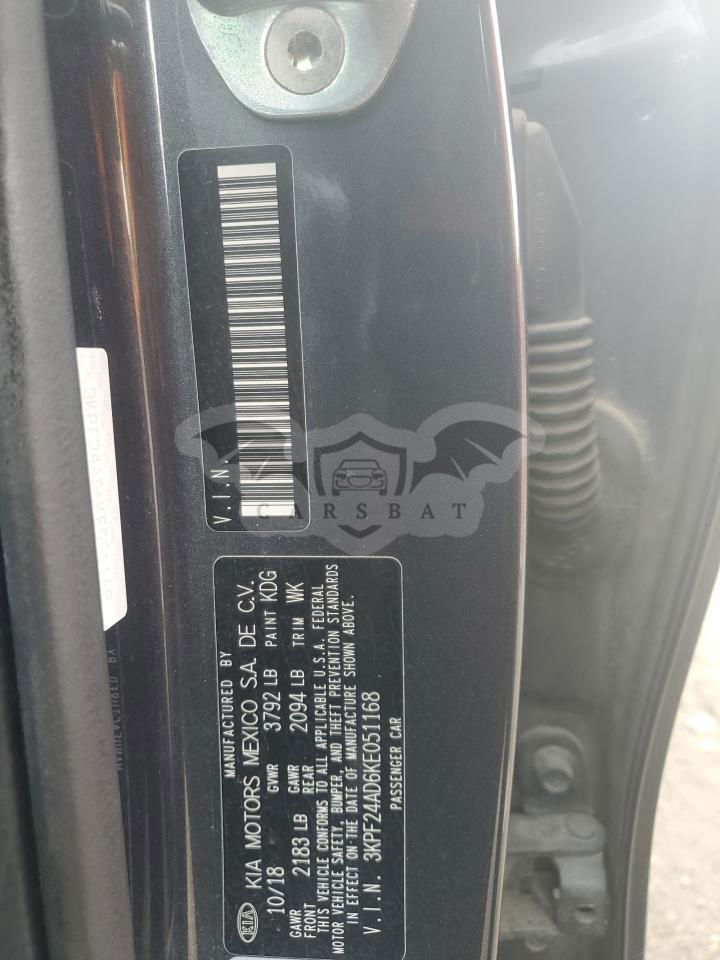 V.I.N.
CARSBAT
MANUFACTURED BY
KIA KIA MOTORS MEXICO S.A. DE C.V.
10/18 GVWR 3792 LB PAINT KDG
GAWR FRONT 2183 LB GAWR REAR 2094 LB TRIM WK
THIS VEHICLE CONFORMS TO ALL APPLICABLE U.S.A. FEDERAL
MOTOR VEHICLE SAFETY, BUMPER, AND THEFT PREVENTION STANDARDS
IN EFFECT ON THE DATE OF MANUFACTURE SHOWN ABOVE.
V.I.N. 3KPF24AD6KE051168
PASSENGER CAR